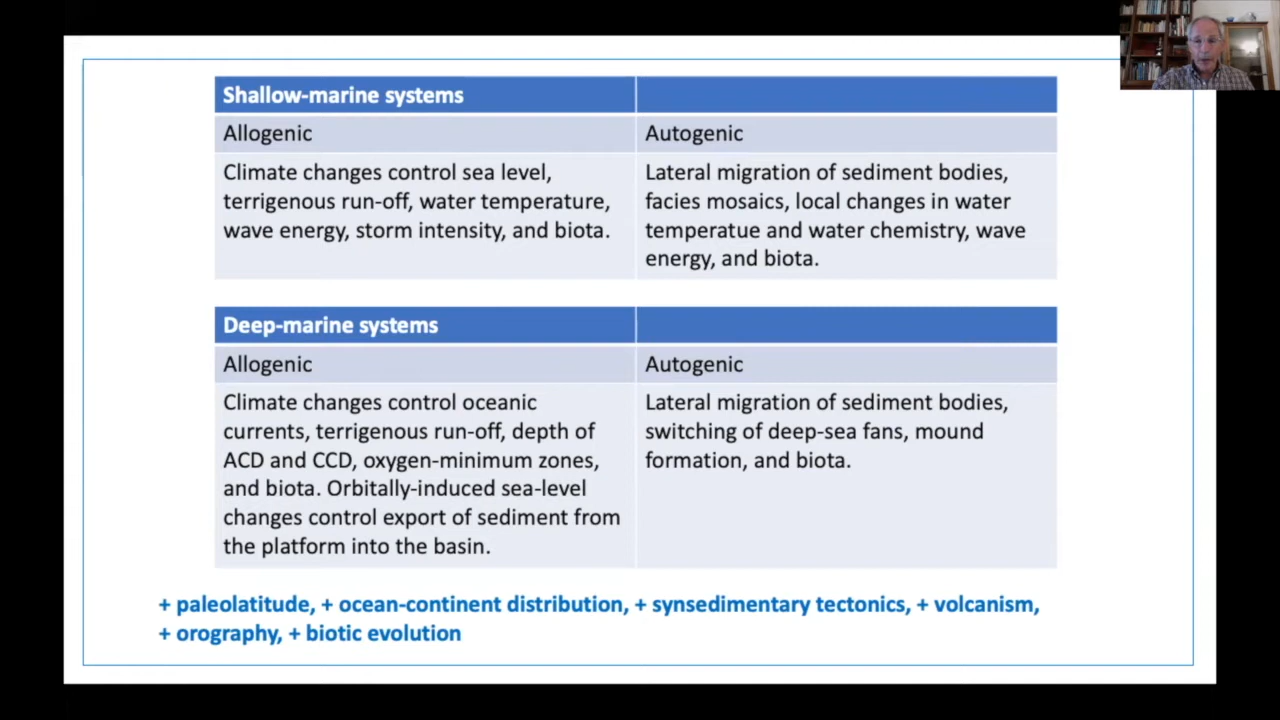 Shallow-marine systems
Allogenic
Autogenic
Climate changes control sea level,
terrigenous run-off, water temperature,
wave energy, storm intensity, and biota.
Lateral migration of sediment bodies,
facies mosaics, local changes in water
temperatue and water chemistry, wave
energy, and biota.
Deep-marine systems
Allogenic
Autogenic
Climate changes control oceanic
currents, terrigenous run-off, depth of
ACD and CCD, oxygen-minimum zones,
and biota. Orbitally-induced sea-level
changes control export of sediment from
the platform into the basin.
Lateral migration of sediment bodies,
switching of deep-sea fans, mound
formation, and biota.
+ paleolatitude, + ocean-continent distribution, + synsedimentary tectonics, + volcanism,
+ orography, + biotic evolution